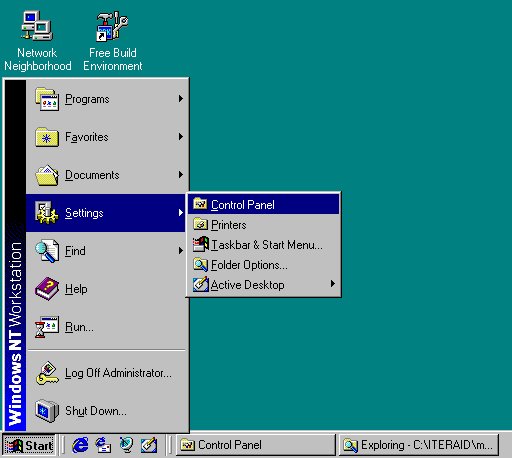 Network
Neighborhood
Free Build
Environment
Programs
Favorites
Documents
Settings
Find
Help
Run...
Log Off Administrator...
Shut Down...
Windows NT Workstation
Control Panel
Printers
Taskbar & Start Menu...
Folder Options...
Active Desktop
Start
Control Panel
Exploring - C:\ITERAID\m...